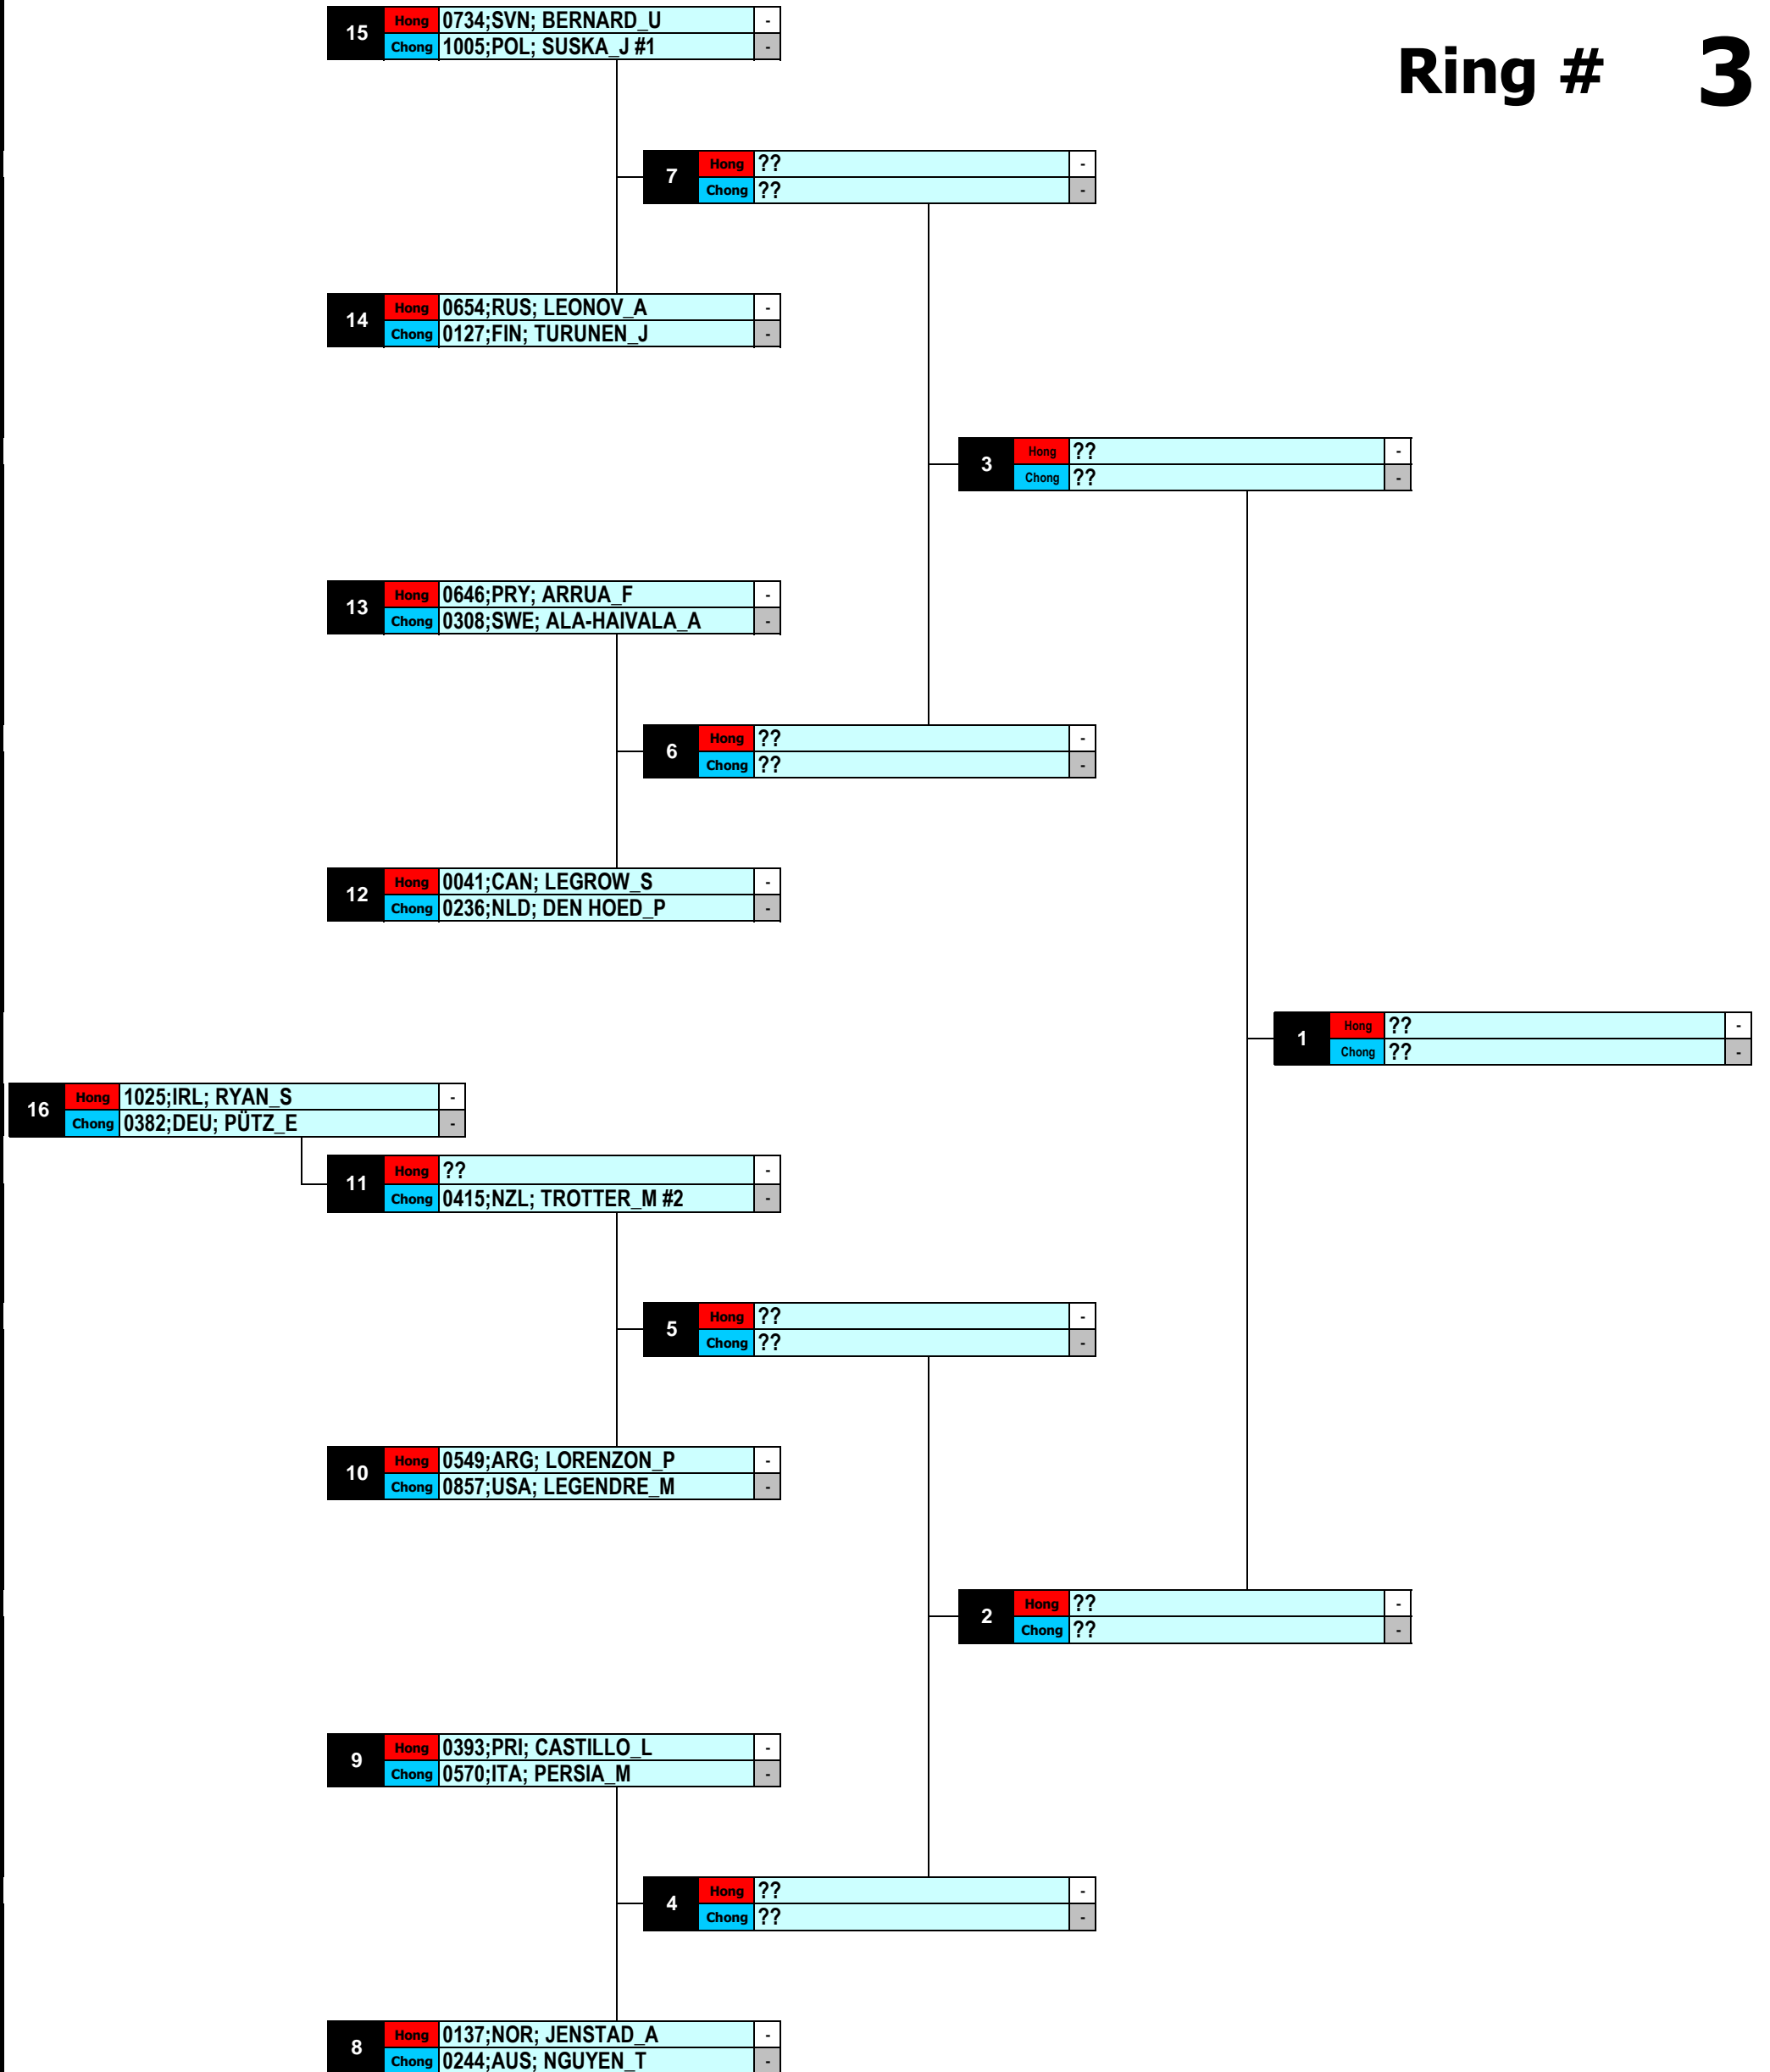 15 Hong 0734;SVN; BERNARD_U -
Chong 1005;POL; SUSKA_J #1 -
Ring # 3
7 Hong ?? -
Chong ?? -
14 Hong 0654;RUS; LEONOV_A -
Chong 0127;FIN; TURUNEN_J -
3 Hong ?? -
Chong ?? -
13 Hong 0646;PRY; ARRUA_F -
Chong 0308;SWE; ALA-HAIVALA_A -
6 Hong ?? -
Chong ?? -
12 Hong 0041;CAN; LEGROW_S -
Chong 0236;NLD; DEN HOED_P -
1 Hong ?? -
Chong ?? -
16 Hong 1025;IRL; RYAN_S -
Chong 0382;DEU; PÜTZ_E -
11 Hong ?? -
Chong 0415;NZL; TROTTER_M #2 -
5 Hong ?? -
Chong ?? -
10 Hong 0549;ARG; LORENZON_P -
Chong 0857;USA; LEGENDRE_M -
2 Hong ?? -
Chong ?? -
9 Hong 0393;PRI; CASTILLO_L -
Chong 0570;ITA; PERSIA_M -
4 Hong ?? -
Chong ?? -
8 Hong 0137;NOR; JENSTAD_A -
Chong 0244;AUS; NGUYEN_T -